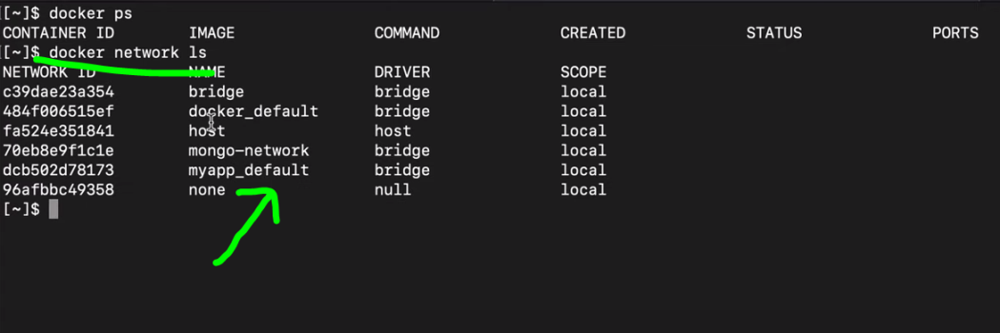 [[~]$ docker ps
CONTAINER ID IMAGE COMMAND CREATED STATUS PORTS
[[~]$ docker network ls
NETWORK ID NAME DRIVER SCOPE
c39dae23a354 bridge bridge local
484f006515ef docker_default bridge local
fa524e351841 host host local
70eb8e9f1c1e mongo-network bridge local
dcb502d78173 myapp_default bridge local
96afbbc49358 none null local
[~]$